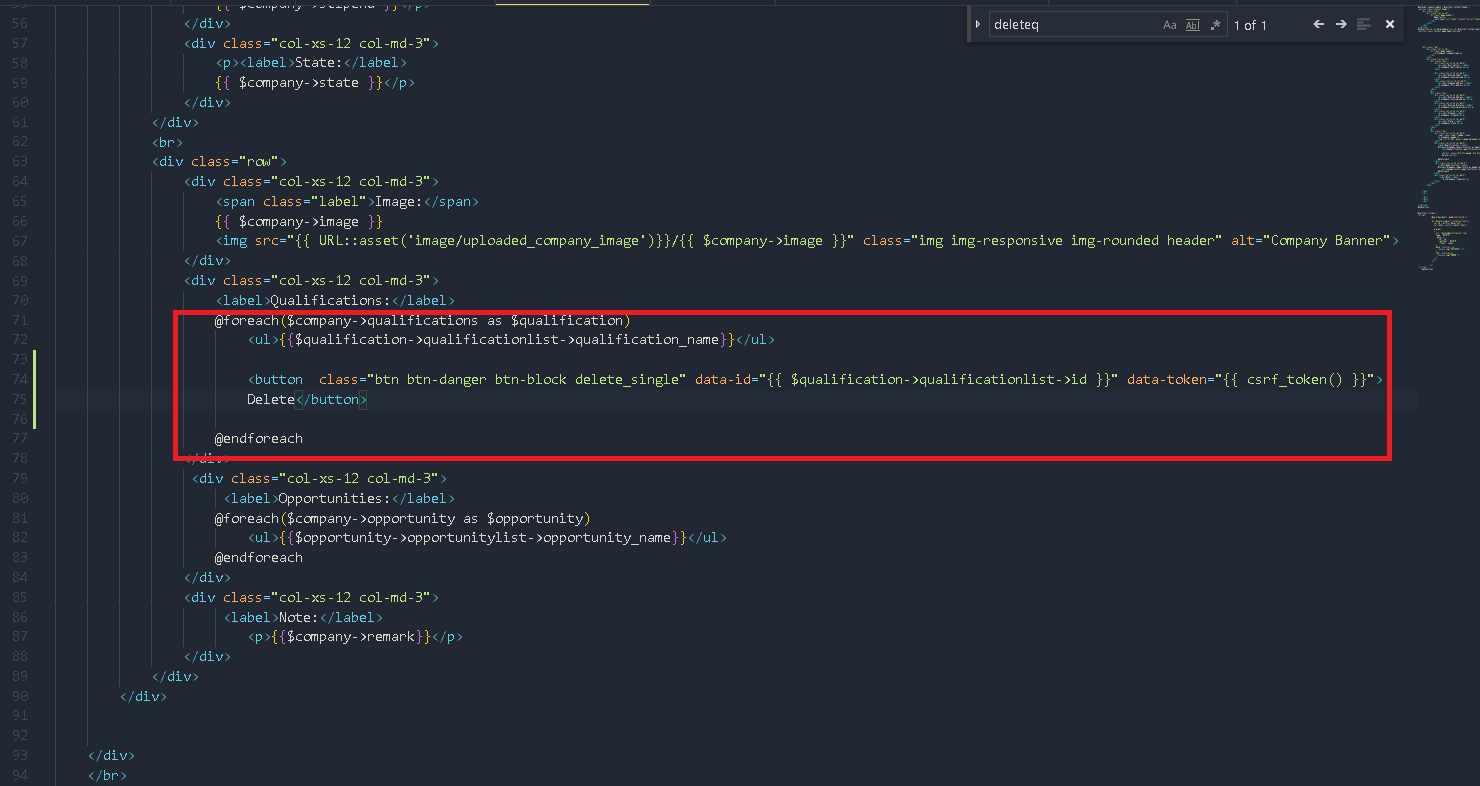 deleteq
Aa Abl .* 1 of 1
56 </div>
57 <div class="col-xs-12 col-md-3">
58 <p><label>State:</label>
59 {{ $company->state }}</p>
60 </div>
61 </div>
62 <br>
63 <div class="row">
64 <div class="col-xs-12 col-md-3">
65 <span class="label">Image:</span>
66 {{ $company->image }}
67 <img src="{{ URL::asset('image/uploaded_company_image')}}/{{ $company->image }}" class="img img-responsive img-rounded header" alt="Company Banner">
68 </div>
69 <div class="col-xs-12 col-md-3">
70 <label>Qualifications:</label>
71 @foreach($company->qualifications as $qualification)
72 <ul>{{$qualification->qualificationlist->qualification_name}}</ul>
73
74 <button  class="btn btn-danger btn-block delete_single" data-id="{{ $qualification->qualificationlist->id }}" data-token="{{ csrf_token() }}">
75 Delete</button>
76
77 @endforeach
78 </div>
79 <div class="col-xs-12 col-md-3">
80 <label>Opportunities:</label>
81 @foreach($company->opportunity as $opportunity)
82 <ul>{{$opportunity->opportunitylist->opportunity_name}}</ul>
83 @endforeach
84 </div>
85 <div class="col-xs-12 col-md-3">
86 <label>Note:</label>
87 <p>{{$company->remark}}</p>
88 </div>
89 </div>
90 </div>
91
92
93 </div>
94 </br>